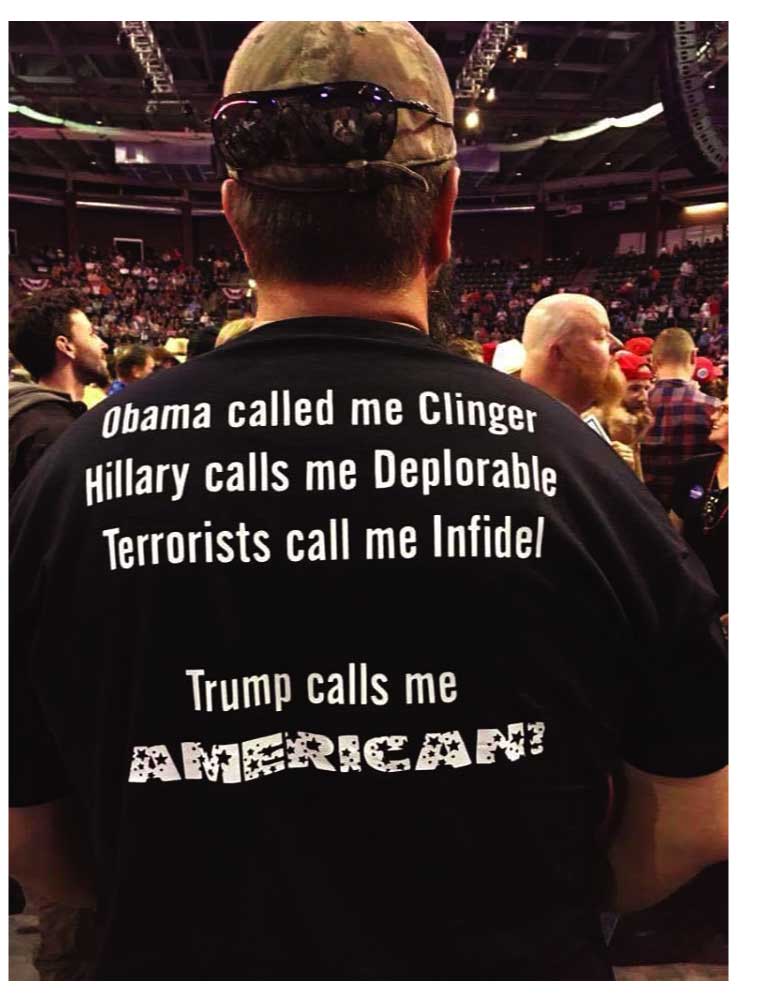 Obama called me Clinger
Hillary calls me Deplorable
Terrorists call me Infidel
Trump calls me
AMERICAN!